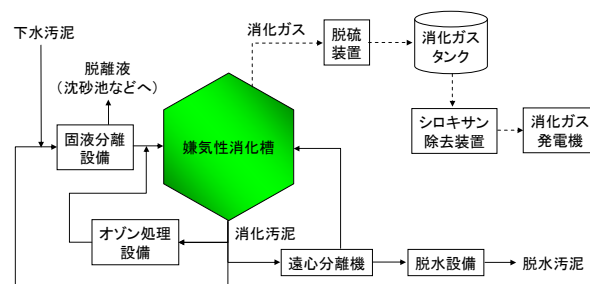 下水汚泥
脱離液
(沈砂池などへ)
固液分離
設備
嫌気性消化槽
消化ガス
脱硫
装置
消化ガス
タンク
シロキサン
除去装置
消化ガス
発電機
オゾン処理
設備
消化汚泥
遠心分離機
脱水設備
脱水汚泥